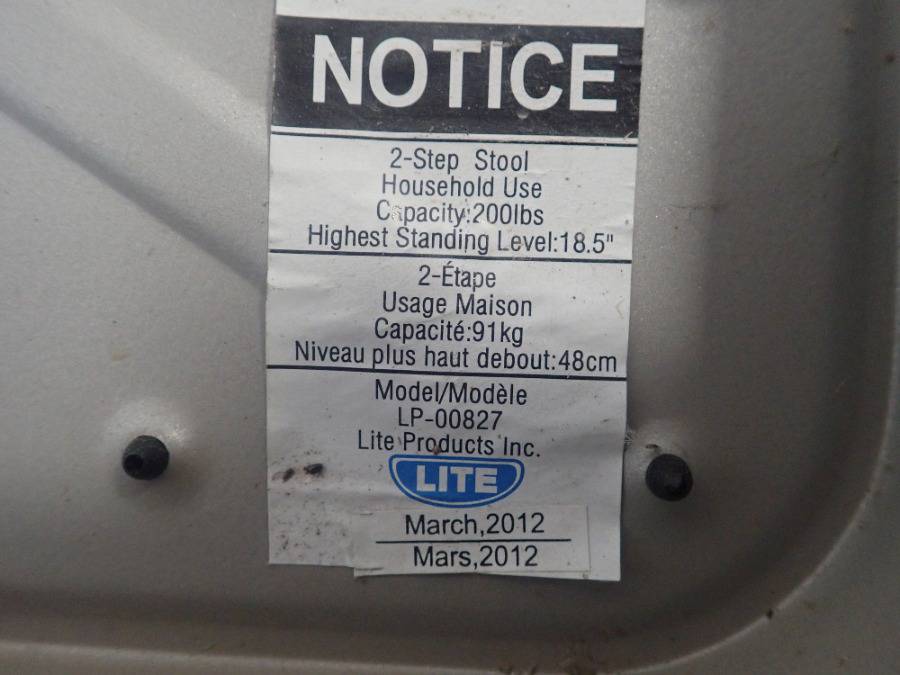 NOTICE
2-Step Stool
Household Use
Capacity:200lbs
Highest Standing Level:18.5"
2-Étape
Usage Maison
Capacité:91kg
Niveau plus haut debout:48cm
Model/Modèle
LP-00827
Lite Products Inc.
LITE
March,2012
Mars,2012